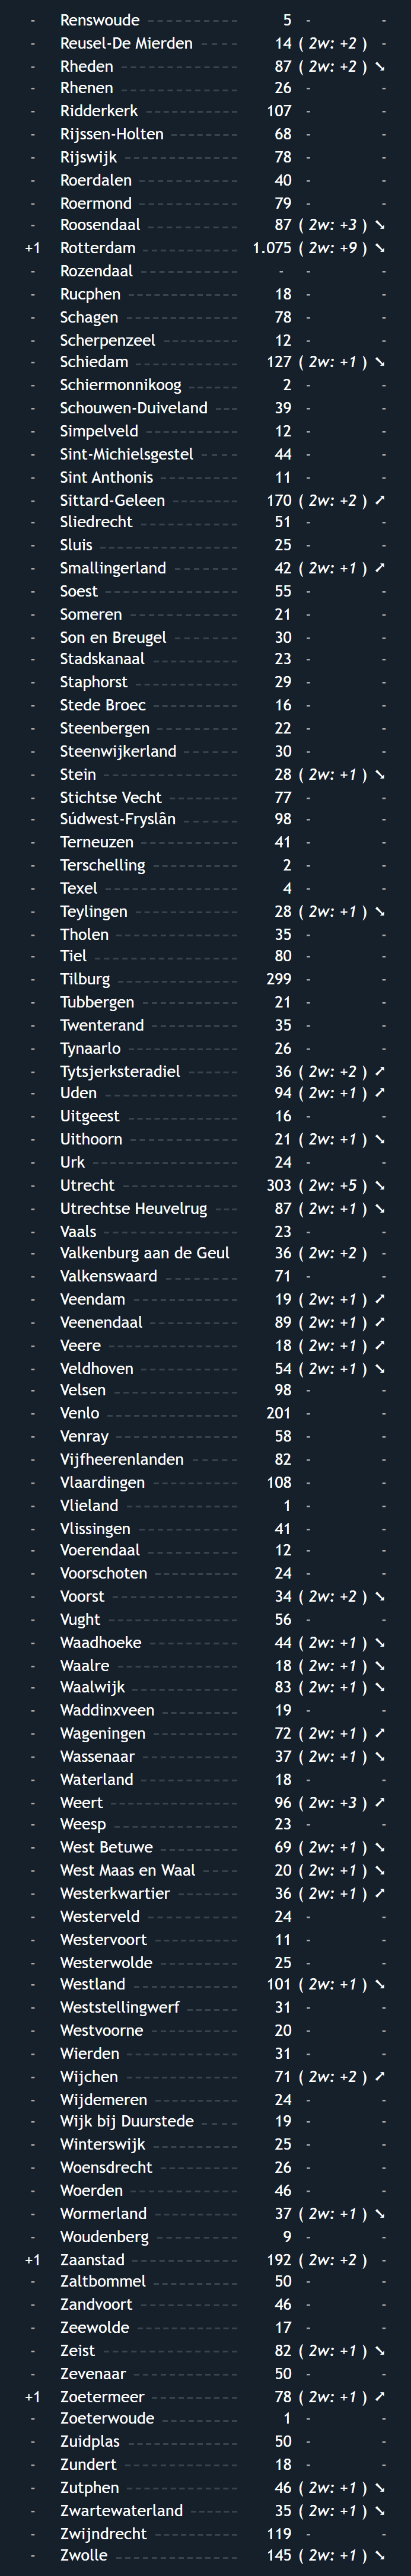 - Renswoude 5 - -
- Reusel-De Mierden 14 ( 2w: +2 ) -
- Rheden 87 ( 2w: +2 ) ➘
- Rhenen 26 - -
- Ridderkerk 107 - -
- Rijssen-Holten 68 - -
- Rijswijk 78 - -
- Roerdalen 40 - -
- Roermond 79 - -
- Roosendaal 87 ( 2w: +3 ) ➘
+1 Rotterdam 1.075 ( 2w: +9 ) ➘
- Rozendaal - - -
- Rucphen 18 - -
- Schagen 78 - -
- Scherpenzeel 12 - -
- Schiedam 127 ( 2w: +1 ) ➘
- Schiermonnikoog 2 - -
- Schouwen-Duiveland 39 - -
- Simpelveld 12 - -
- Sint-Michielsgestel 44 - -
- Sint Anthonis 11 - -
- Sittard-Geleen 170 ( 2w: +2 ) ➚
- Sliedrecht 51 - -
- Sluis 25 - -
- Smallingerland 42 ( 2w: +1 ) ➚
- Soest 55 - -
- Someren 21 - -
- Son en Breugel 30 - -
- Stadskanaal 23 - -
- Staphorst 29 - -
- Stede Broec 16 - -
- Steenbergen 22 - -
- Steenwijkerland 30 - -
- Stein 28 ( 2w: +1 ) ➘
- Stichtse Vecht 77 - -
- Súdwest-Fryslân 98 - -
- Terneuzen 41 - -
- Terschelling 2 - -
- Texel 4 - -
- Teylingen 28 ( 2w: +1 ) ➘
- Tholen 35 - -
- Tiel 80 - -
- Tilburg 299 - -
- Tubbergen 21 - -
- Twenterand 35 - -
- Tynaarlo 26 - -
- Tytsjerksteradiel 36 ( 2w: +2 ) ➚
- Uden 94 ( 2w: +1 ) ➚
- Uitgeest 16 - -
- Uithoorn 21 ( 2w: +1 ) ➘
- Urk 24 - -
- Utrecht 303 ( 2w: +5 ) ➘
- Utrechtse Heuvelrug 87 ( 2w: +1 ) ➘
- Vaals 23 - -
- Valkenburg aan de Geul 36 ( 2w: +2 ) -
- Valkenswaard 71 - -
- Veendam 19 ( 2w: +1 ) ➚
- Veenendaal 89 ( 2w: +1 ) ➚
- Veere 18 ( 2w: +1 ) ➚
- Veldhoven 54 ( 2w: +1 ) ➘
- Velsen 98 - -
- Venlo 201 - -
- Venray 58 - -
- Vijfheerenlanden 82 - -
- Vlaardingen 108 - -
- Vlieland 1 - -
- Vlissingen 41 - -
- Voerendaal 12 - -
- Voorschoten 24 - -
- Voorst 34 ( 2w: +2 ) ➘
- Vught 56 - -
- Waadhoeke 44 ( 2w: +1 ) ➘
- Waalre 18 ( 2w: +1 ) ➘
- Waalwijk 83 ( 2w: +1 ) ➘
- Waddinxveen 19 - -
- Wageningen 72 ( 2w: +1 ) ➚
- Wassenaar 37 ( 2w: +1 ) ➘
- Waterland 18 - -
- Weert 96 ( 2w: +3 ) ➚
- Weesp 23 - -
- West Betuwe 69 ( 2w: +1 ) ➘
- West Maas en Waal 20 ( 2w: +1 ) ➘
- Westerkwartier 36 ( 2w: +1 ) ➚
- Westerveld 24 - -
- Westervoort 11 - -
- Westerwolde 25 - -
- Westland 101 ( 2w: +1 ) ➘
- Weststellingwerf 31 - -
- Westvoorne 20 - -
- Wierden 31 - -
- Wijchen 71 ( 2w: +2 ) ➚
- Wijdemeren 24 - -
- Wijk bij Duurstede 19 - -
- Winterswijk 25 - -
- Woensdrecht 26 - -
- Woerden 46 - -
- Wormerland 37 ( 2w: +1 ) ➘
- Woudenberg 9 - -
+1 Zaanstad 192 ( 2w: +2 ) -
- Zaltbommel 50 - -
- Zandvoort 46 - -
- Zeewolde 17 - -
- Zeist 82 ( 2w: +1 ) ➘
- Zevenaar 50 - -
+1 Zoetermeer 78 ( 2w: +1 ) ➚
- Zoeterwoude 1 - -
- Zuidplas 50 - -
- Zundert 18 - -
- Zutphen 46 ( 2w: +1 ) ➘
- Zwartewaterland 35 ( 2w: +1 ) ➘
- Zwijndrecht 119 - -
- Zwolle 145 ( 2w: +1 ) ➘